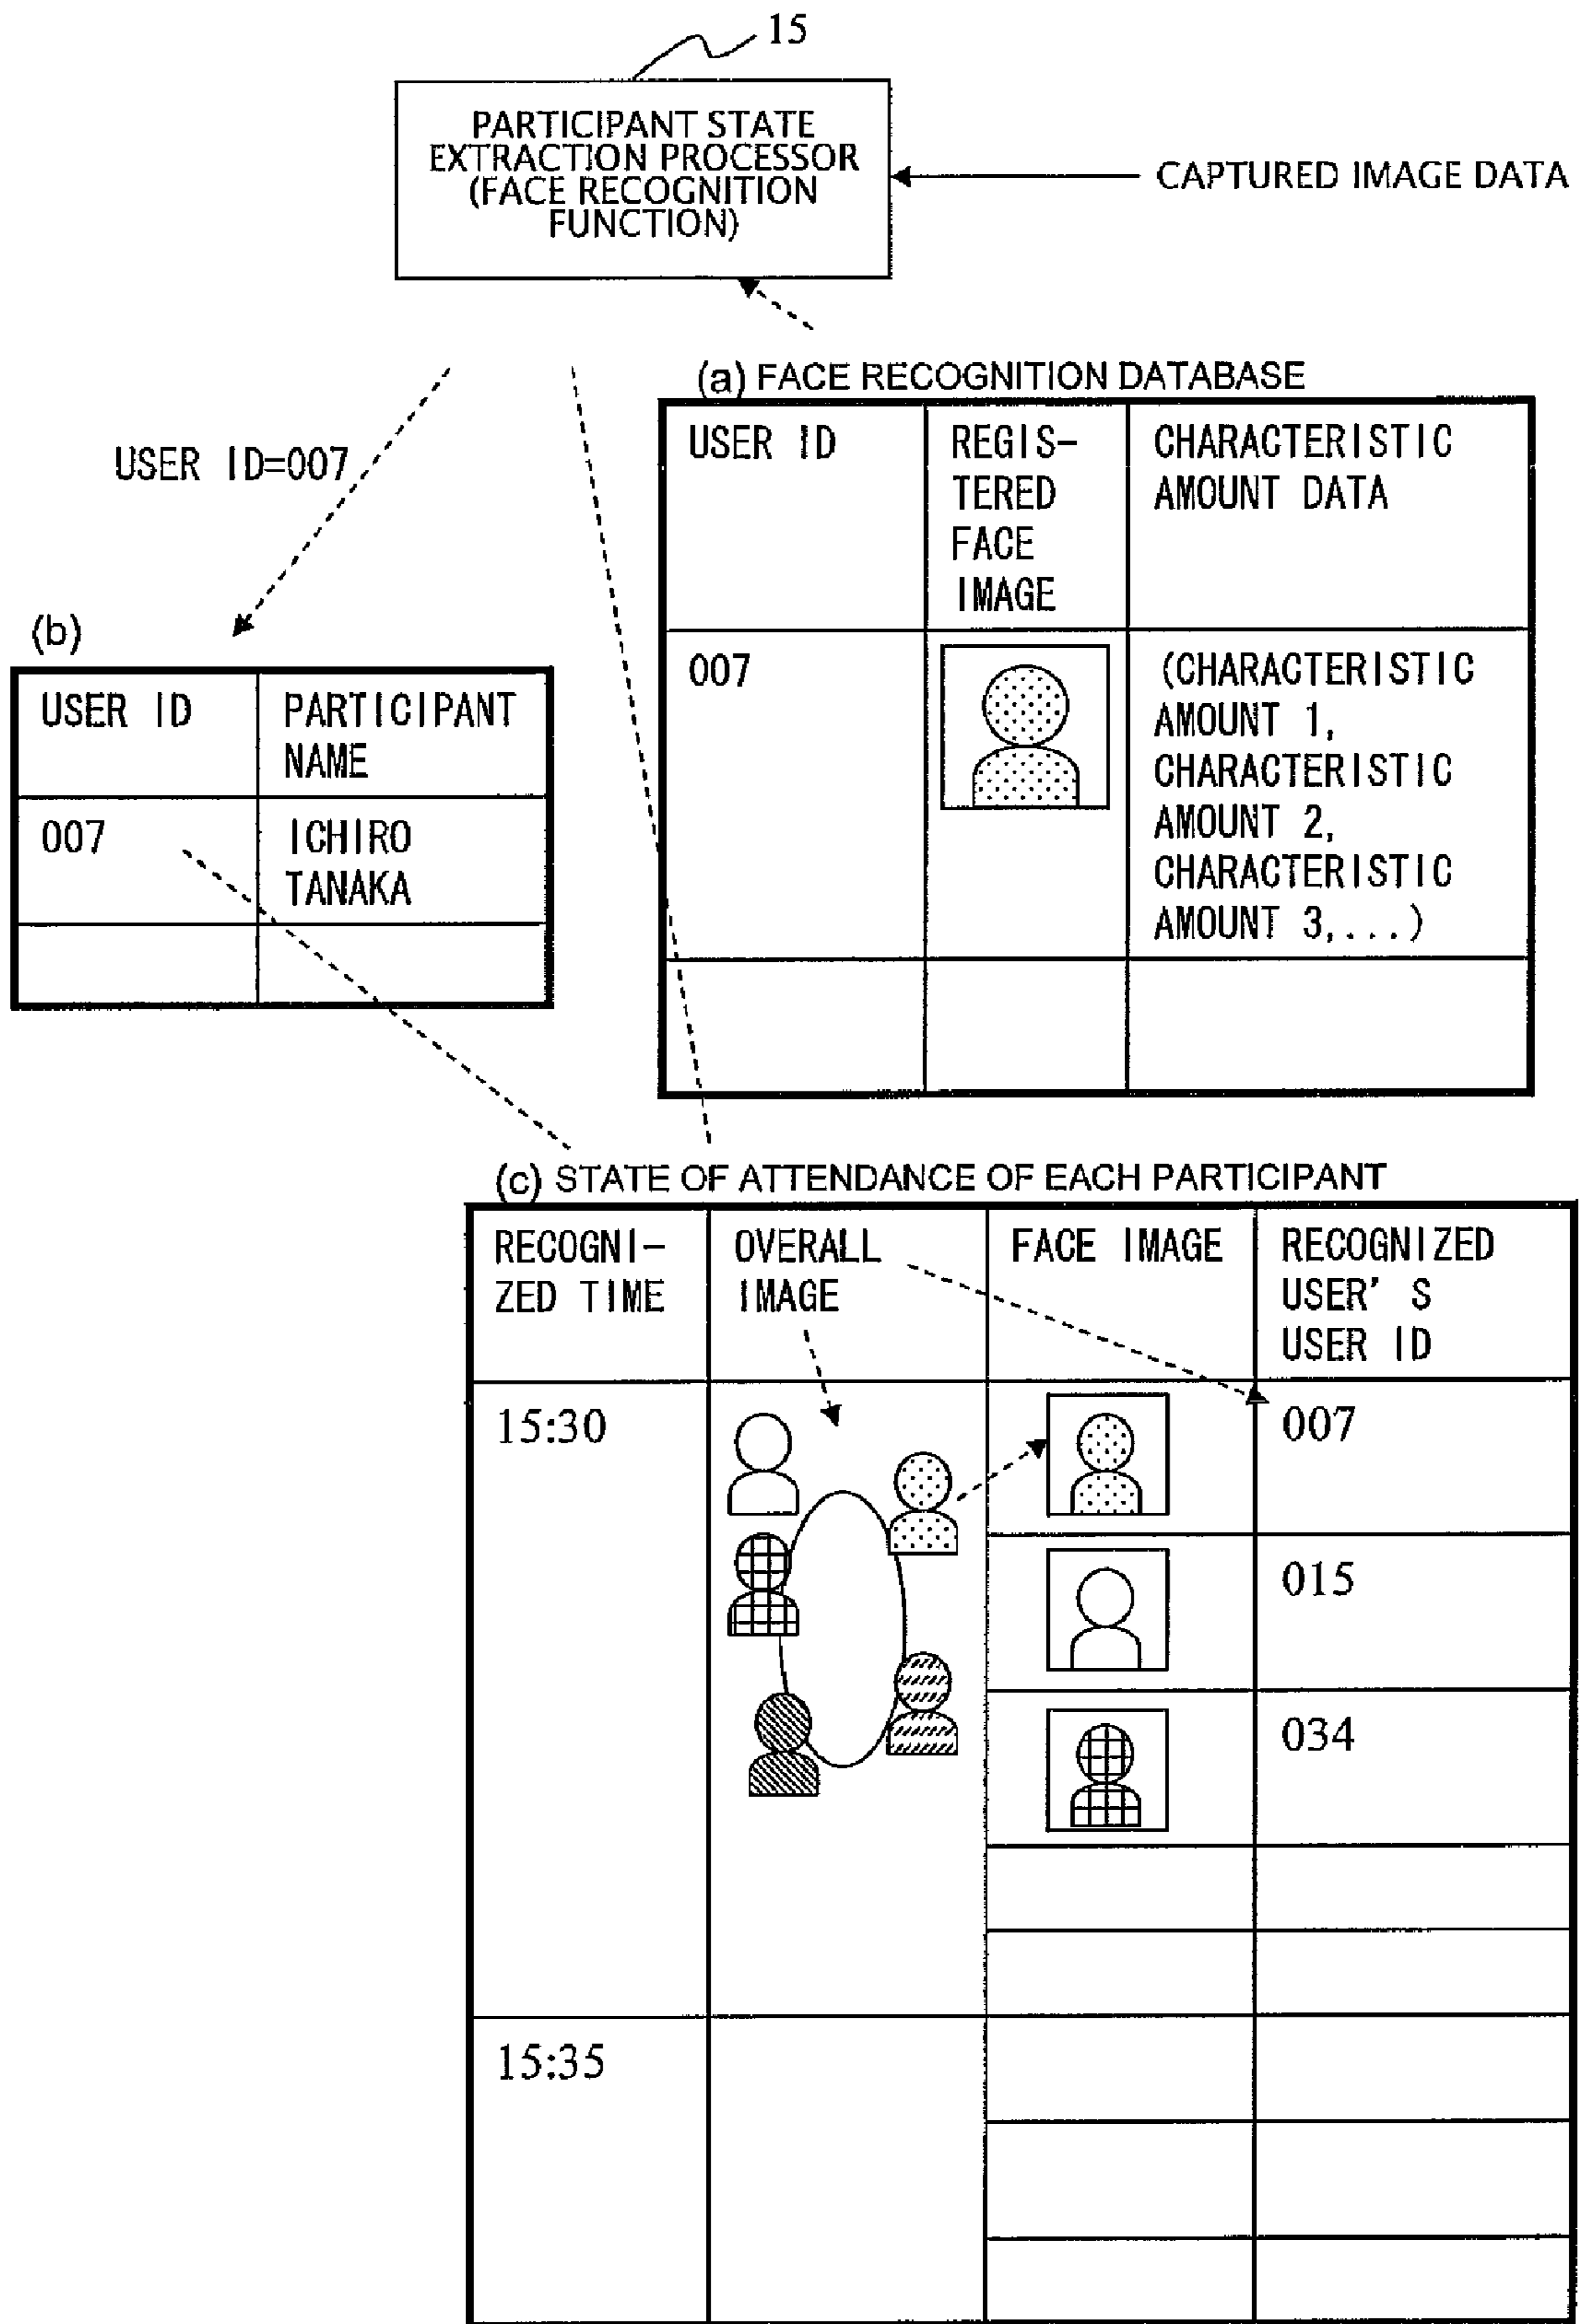 15
PARTICIPANT STATE
EXTRACTION PROCESSOR
(FACE RECOGNITION
FUNCTION)
CAPTURED IMAGE DATA
(a) FACE RECOGNITION DATABASE
USER ID
REGIS-
TERED
FACE
IMAGE
CHARACTERISTIC
AMOUNT DATA
007
(CHARACTERISTIC
AMOUNT 1,
CHARACTERISTIC
AMOUNT 2,
CHARACTERISTIC
AMOUNT 3,...)
USER ID=007
(b)
USER ID
PARTICIPANT
NAME
007
ICHIRO
TANAKA
(c) STATE OF ATTENDANCE OF EACH PARTICIPANT
RECOGNI-
ZED TIME
OVERALL
IMAGE
FACE IMAGE
RECOGNIZED
USER'S
USER ID
15:30
007
015
034
15:35